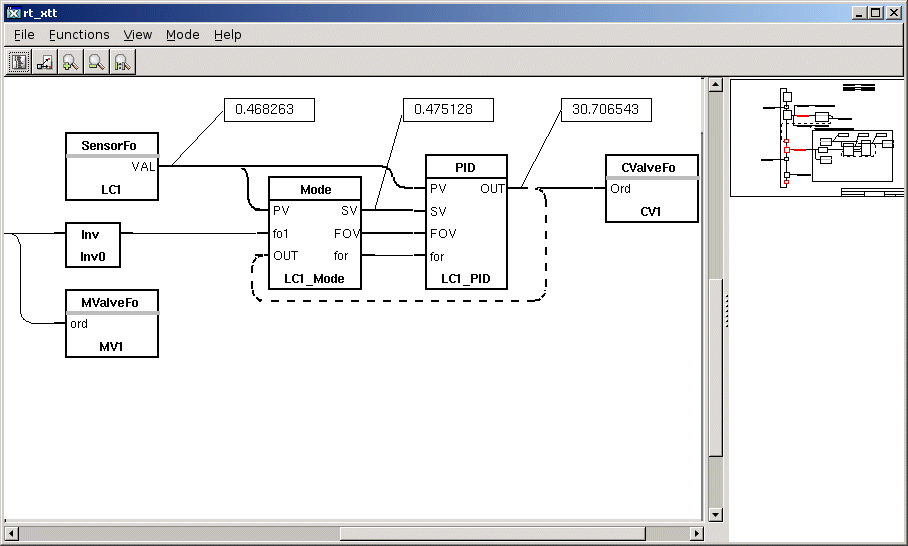 rt_xtt
File Functions View Mode Help
0.468263
0.475128
30.706543
SensorFo
VAL
LC1
Mode
PV SV
fo1 FOV
OUT for
LC1_Mode
PID
PV OUT
SV
FOV
for
LC1_PID
CValveFo
Ord
CV1
Inv
Inv0
MValveFo
ord
MV1